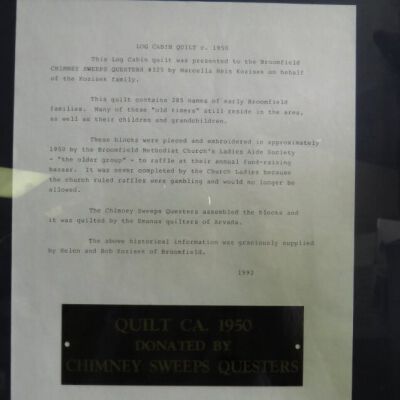 LOG CABIN QUILT c. 1950
This Log Cabin quilt was presented to the Broomfield
CHIMNEY SWEEPS QUESTERS #325 by Marcella Hein Kozisek on behalf
of the Kozisek family.
This quilt contains 285 names of early Broomfield
families. Many of these "old timers" still reside in the area,
as well as their children and grandchildren.
These blocks were pieced and embroidered in approximately
1950 by the Broomfield Methodist Church's Ladies Aide Society
- "the older group" - to raffle at their annual fund-raising
bazaar. It was never completed by the Church Ladies because
the church ruled raffles were gambling and would no longer be
allowed.
The Chimney Sweeps Questers assembled the blocks and
it was quilted by the Emanus quilters of Arvada.
The above historical information was graciously supplied
by Helen and Bob Kozisek of Broomfield.
1992
QUILT CA. 1950
DONATED BY
CHIMNEY SWEEPS QUESTERS